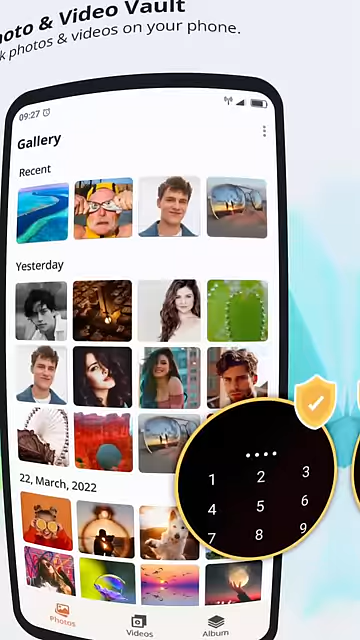 oto & Video Vault
k photos & videos on your phone.
09:27
Gallery
Recent
Yesterday
22, March, 2022
1 2 3
4 5 6
7 8 9
Photos
Videos
Album